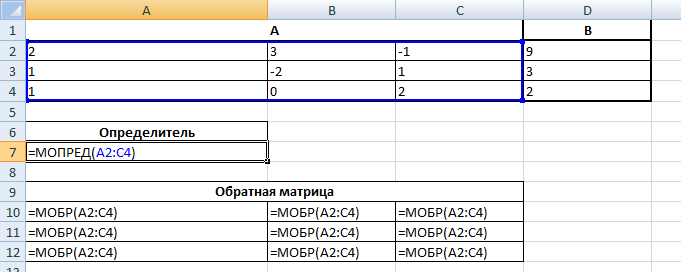 A B C D
1 A B
2 2 3 -1 9
3 1 -2 1 3
4 1 0 2 2
5
6 Определитель
7 =МОПРЕД(A2:C4)
8
9 Обратная матрица
10 =МОБР(A2:C4) =МОБР(A2:C4) =МОБР(A2:C4)
11 =МОБР(A2:C4) =МОБР(A2:C4) =МОБР(A2:C4)
12 =МОБР(A2:C4) =МОБР(A2:C4) =МОБР(A2:C4)